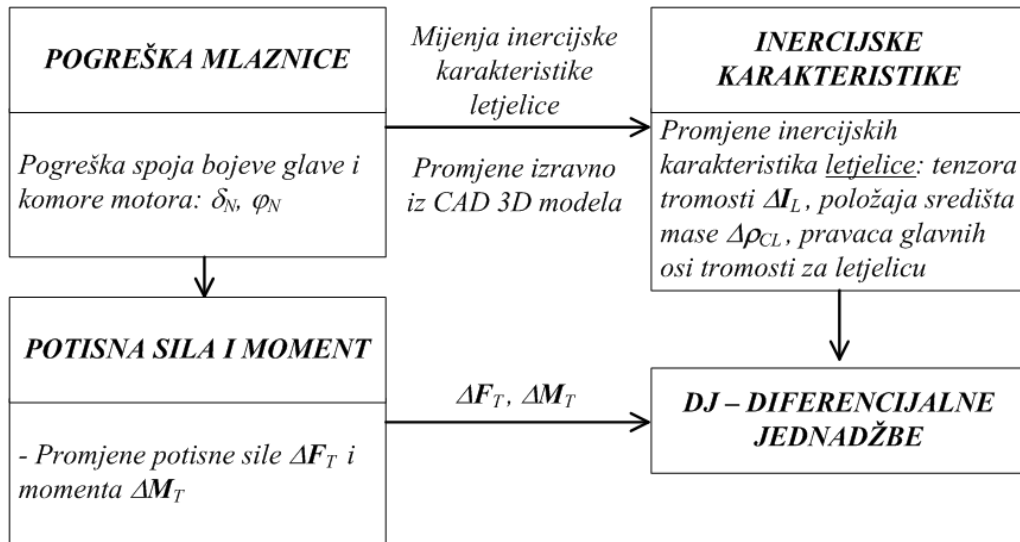 POGREŠKA MLAZNICE
Pogreška spoja bojeve glave i
komore motora: δN, φN
Mijenja inercijske
karakteristike
letjelice
Promjene izravno
iz CAD 3D modela
INERCIJSKE
KARAKTERISTIKE
Promjene inercijskih
karakteristika letjelice: tenzora
tromosti ΔIL, položaja središta
mase ΔρCL, pravaca glavnih
osi tromosti za letjelicu
POTISNA SILA I MOMENT
- Promjene potisne sile ΔFT i
momenta ΔMT
ΔFT, ΔMT
DJ – DIFERENCIJALNE
JEDNADŽBE